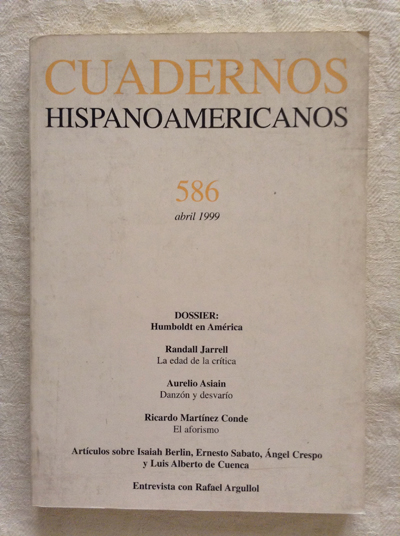 CUADERNOS
HISPANOAMERICANOS
586
abril 1999
DOSSIER:
Humboldt en América
Randall Jarrell
La edad de la crítica
Aurelio Asiain
Danzón y desvarío
Ricardo Martínez Conde
El aforismo
Artículos sobre Isaiah Berlin, Ernesto Sabato, Ángel Crespo
y Luis Alberto de Cuenca
Entrevista con Rafael Argullol